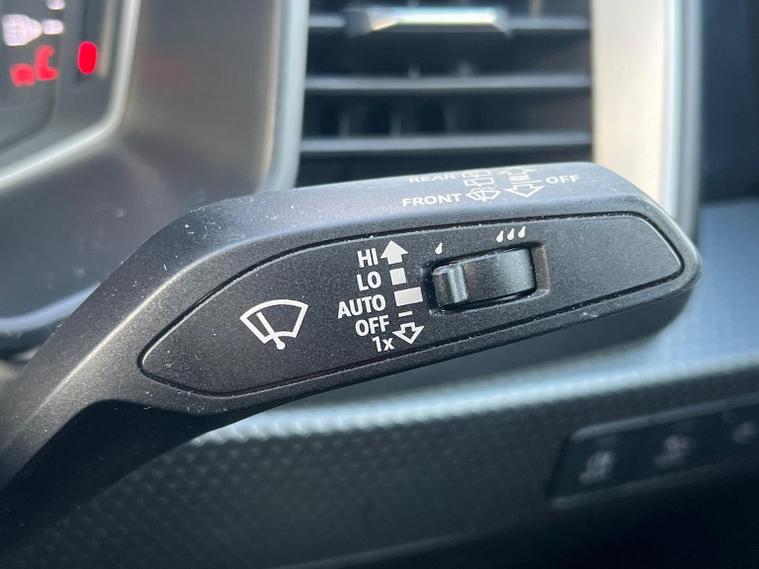 REAR
FRONT OFF
HI
LO
AUTO
OFF
1x